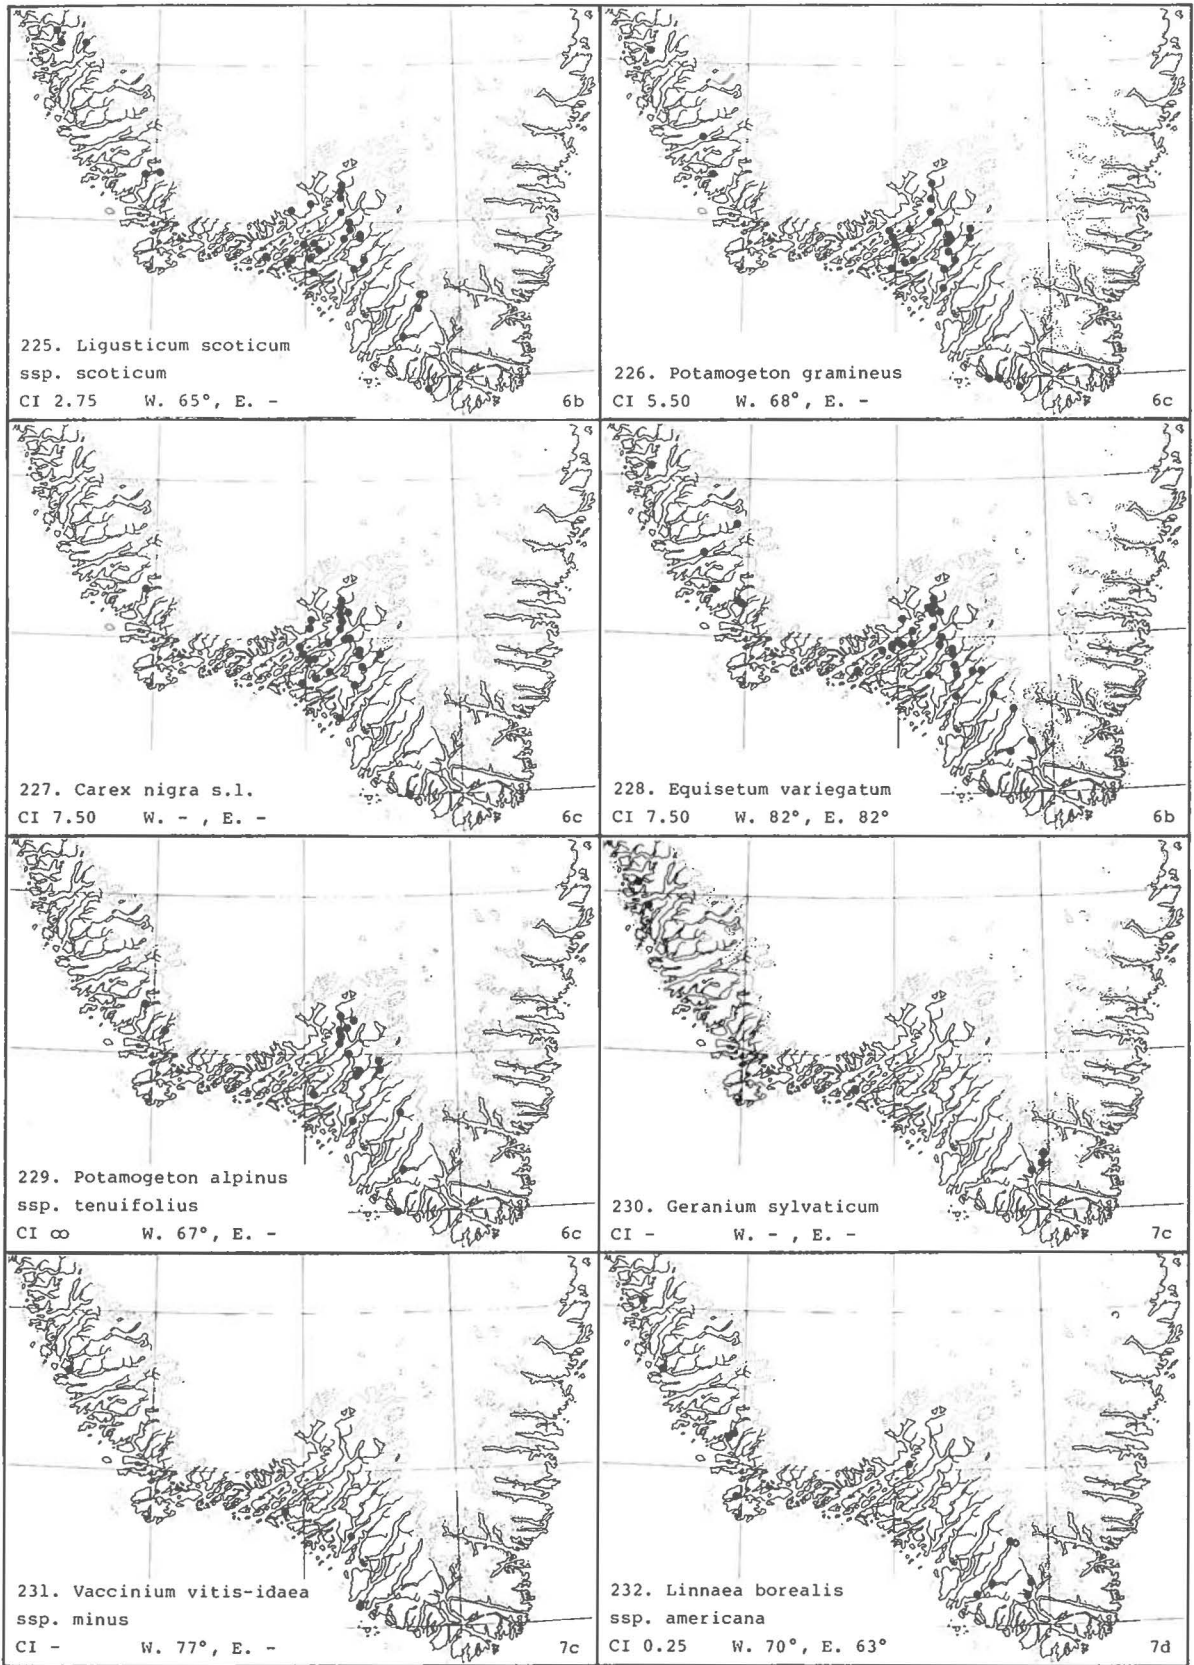 225. Ligusticum scoticum
ssp. scoticum
CI 2.75 W. 65°, E. - 6b
226. Potamogeton gramineus
CI 5.50 W. 68°, E. - 6c
227. Carex nigra s.l.
CI 7.50 W. - , E. - 6c
228. Equisetum variegatum
CI 7.50 W. 82°, E. 82° 6b
229. Potamogeton alpinus
ssp. tenuifolius
CI ∞ W. 67°, E. - 6c
230. Geranium sylvaticum
CI - W. - , E. - 7c
231. Vaccinium vitis-idaea
ssp. minus
CI - W. 77°, E. - 7c
232. Linnaea borealis
ssp. americana
CI 0.25 W. 70°, E. 63° 7d